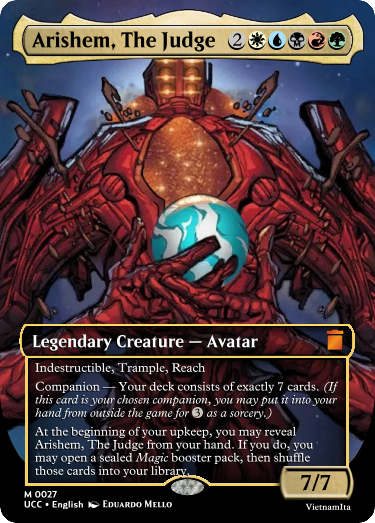 Arishem, The Judge 2
Legendary Creature — Avatar
Indestructible, Trample, Reach
Companion — Your deck consists of exactly 7 cards. (If
this card is your chosen companion, you may put it into your
hand from outside the game for 3 as a sorcery.)
At the beginning of your upkeep, you may reveal
Arishem, The Judge from your hand. If you do, you
may open a sealed Magic booster pack, then shuffle
those cards into your library.
7/7
M 0027
UCC • English Eduardo Mello
VietnamIta